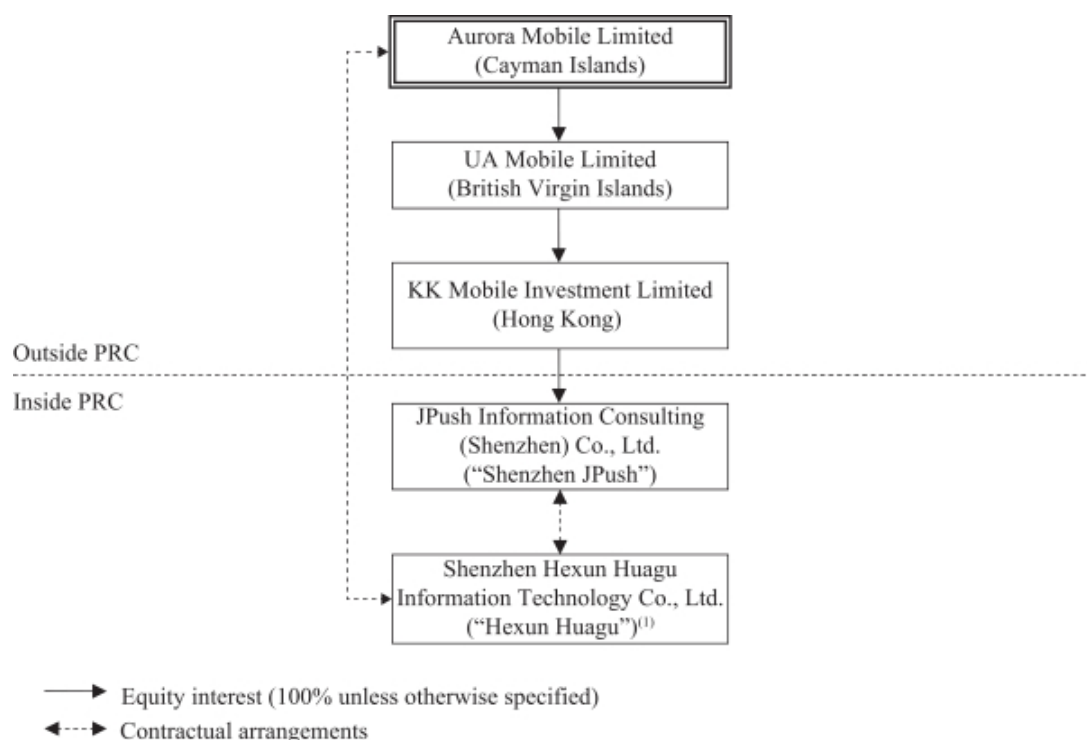 Aurora Mobile Limited
(Cayman Islands)
UA Mobile Limited
(British Virgin Islands)
KK Mobile Investment Limited
(Hong Kong)
Outside PRC
Inside PRC
JPush Information Consulting
(Shenzhen) Co., Ltd.
(“Shenzhen JPush”)
Shenzhen Hexun Huagu
Information Technology Co., Ltd.
(“Hexun Huagu”)(1)
Equity interest (100% unless otherwise specified)
Contractual arrangements